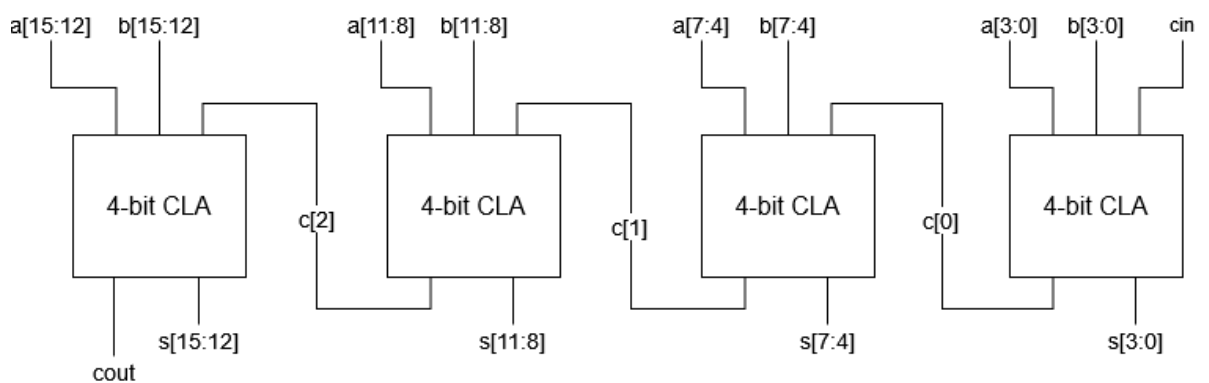 a[15:12] b[15:12] a[11:8] b[11:8] a[7:4] b[7:4] a[3:0] b[3:0] cin
4-bit CLA 4-bit CLA 4-bit CLA 4-bit CLA
c[2] c[1] c[0]
s[15:12] s[11:8] s[7:4] s[3:0]
cout